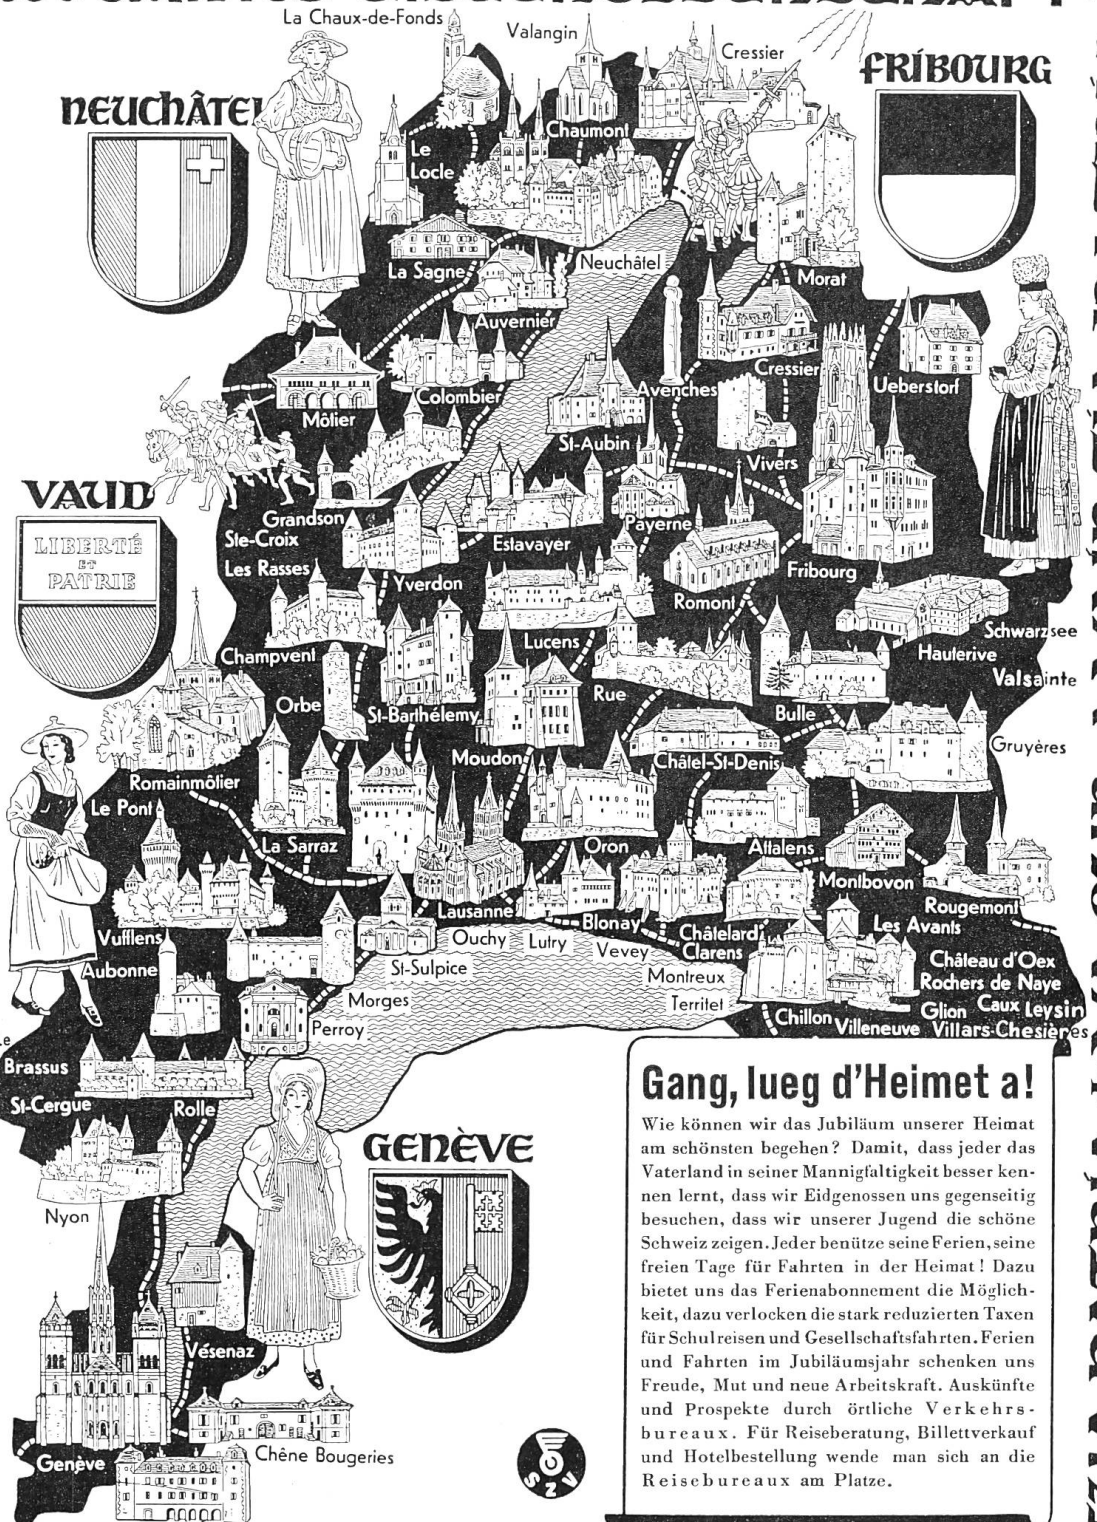 La Chaux-de-Fonds
Valangin
Cressier
FRIBOURG
NEUCHÂTEL
Chaumont
Le
Locle
La Sagne
Neuchâtel
Morat
Auvernier
Cressier
Ueberstorf
Avenches
Colombier
Môtier
St-Aubin
Vivers
VAUD
LIBERTÉ
ET
PATRIE
Grandson
Ste-Croix
Payerne
Estavayer
Les Rasses
Yverdon
Fribourg
Romont
Schwarzsee
Lucens
Hauterive
Champvent
Valsainte
Rue
Orbe
St-Barthélemy
Bulle
Gruyères
Moudon
Châtel-St-Denis
Romainmôtier
Le Pont
La Sarraz
Oron
Attalens
Montbovon
Lausanne
Rougemont
Blonay
Les Avants
Vufflens
Ouchy
Lutry
Vevey
Châtelard
Clarens
Aubonne
St-Sulpice
Château d'Oex
Montreux
Rochers de Naye
Morges
Territet
Glion
Caux
Leysin
Perroy
Chillon
Villeneuve
Villars-Chesières
Le
Brassus
St-Cergue
Rolle
GENÈVE
Nyon
Vésenaz
Genève
Chêne Bougeries
SZV
Gang, lueg d'Heimet a!
Wie können wir das Jubiläum unserer Heimat
am schönsten begehen? Damit, dass jeder das
Vaterland in seiner Mannigfaltigkeit besser ken-
nen lernt, dass wir Eidgenossen uns gegenseitig
besuchen, dass wir unserer Jugend die schöne
Schweiz zeigen. Jeder benütze seine Ferien, seine
freien Tage für Fahrten in der Heimat! Dazu
bietet uns das Ferienabonnement die Möglich-
keit, dazu verlocken die stark reduzierten Taxen
für Schulreisen und Gesellschaftsfahrten. Ferien
und Fahrten im Jubiläumsjahr schenken uns
Freude, Mut und neue Arbeitskraft. Auskünfte
und Prospekte durch örtliche Verkehrs-
bureaux. Für Reiseberatung, Billettverkauf
und Hotelbestellung wende man sich an die
Reisebureaux am Platze.